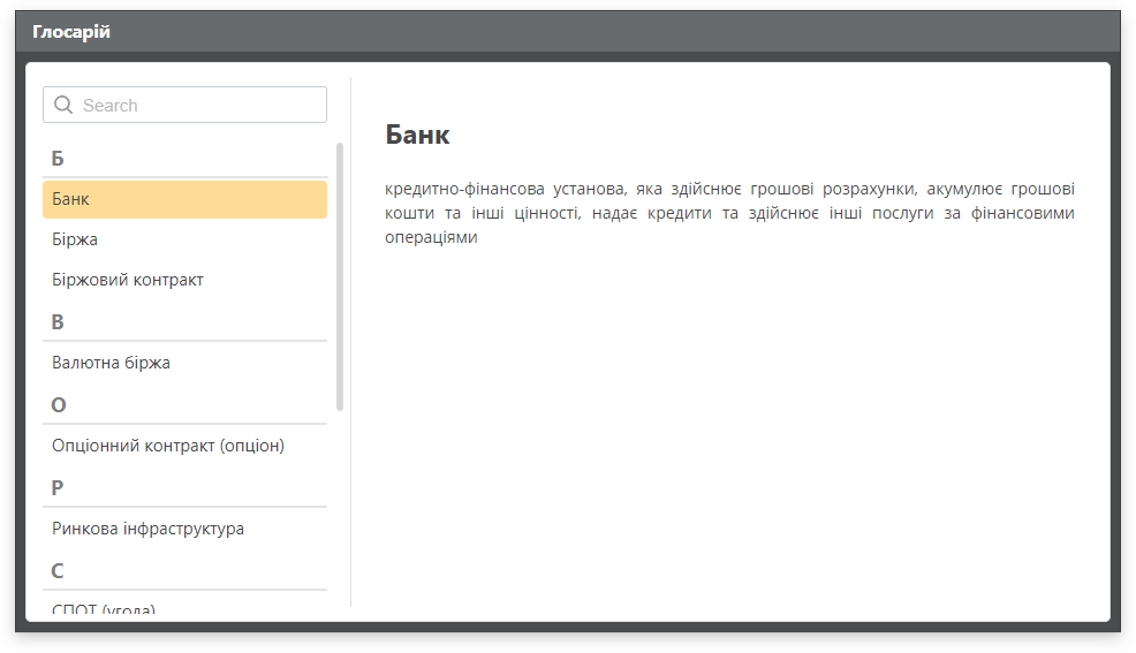 Глосарій
Search
Б
Банк
Біржа
Біржовий контракт
В
Валютна біржа
О
Опціонний контракт (опціон)
Р
Ринкова інфраструктура
С
СПОТ (угода)
Банк
кредитно-фінансова установа, яка здійснює грошові розрахунки, акумулює грошові
кошти та інші цінності, надає кредити та здійснює інші послуги за фінансовими
операціями